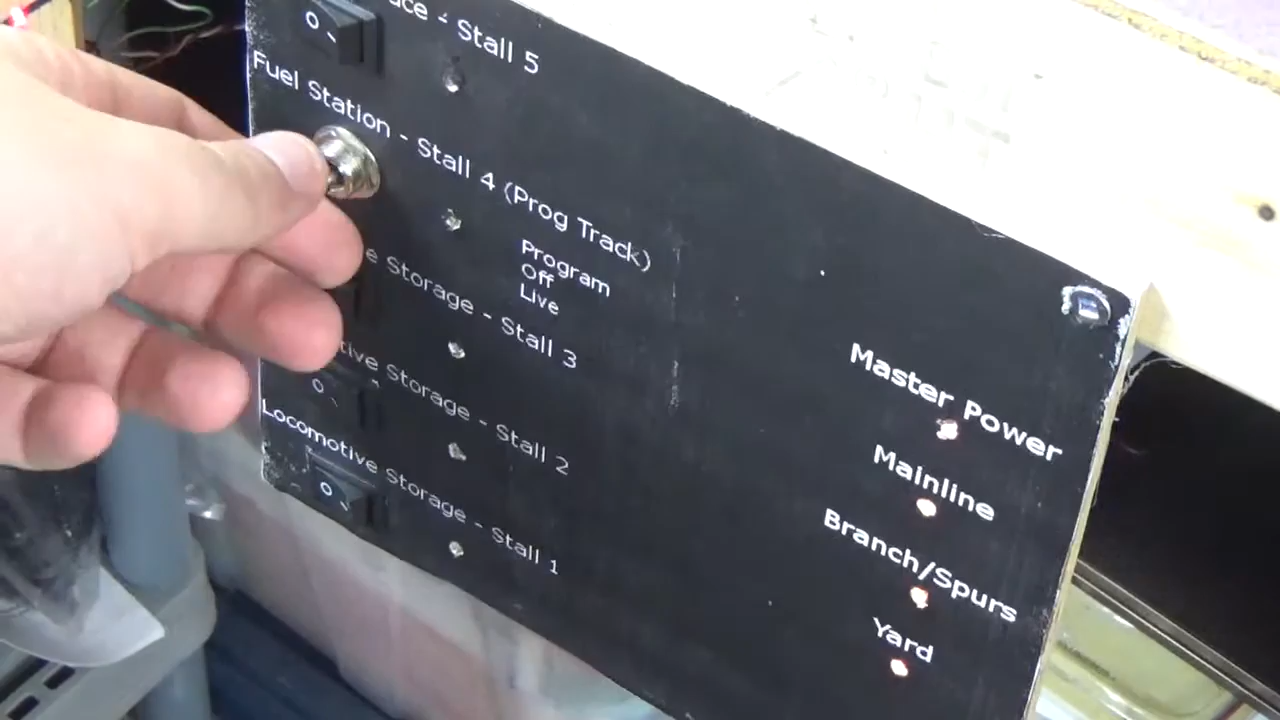 - Stall 5
Fuel Station - Stall 4 (Prog Track)
Program
Off
Live
Storage - Stall 3
Storage - Stall 2
Locomotive Storage - Stall 1
Master Power
Mainline
Branch/Spurs
Yard